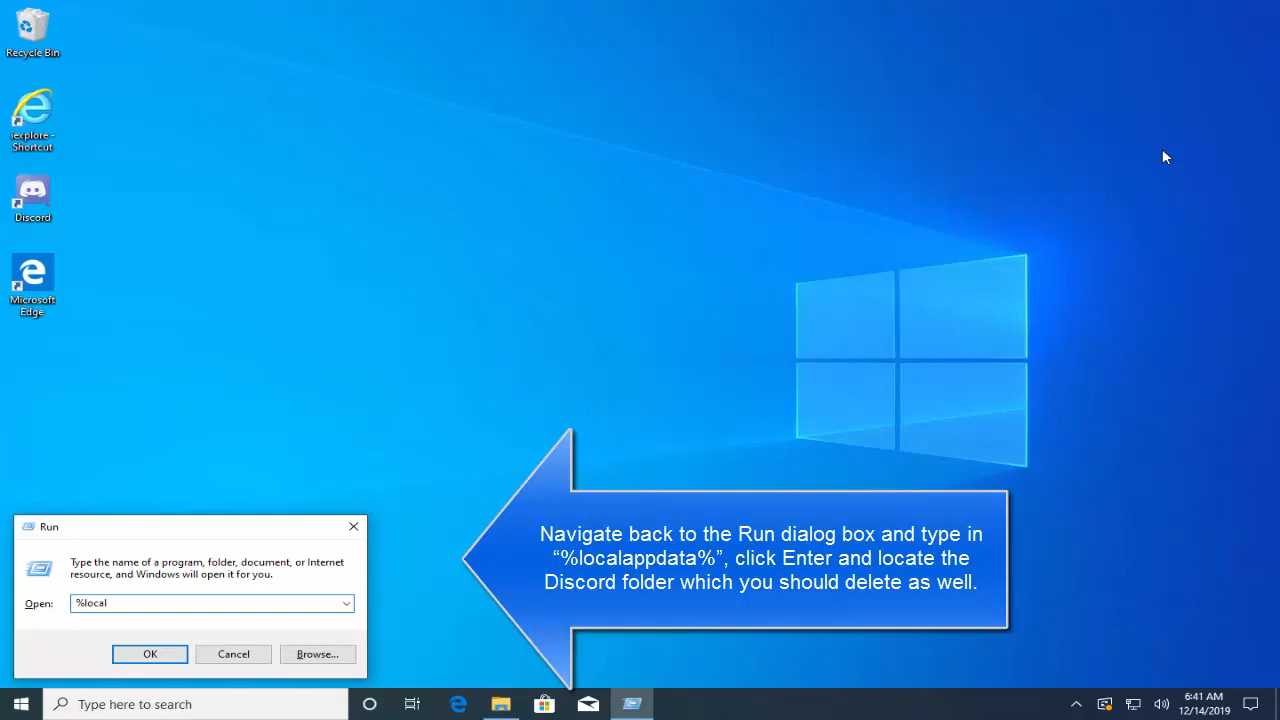 Recycle Bin
iexplore -
Shortcut
Discord
Microsoft
Edge
Navigate back to the Run dialog box and type in
“%localappdata%”, click Enter and locate the
Discord folder which you should delete as well.
Run
Type the name of a program, folder, document, or Internet
resource, and Windows will open it for you.
Open: %local
OK Cancel Browse...
Type here to search
6:41 AM
12/14/2019